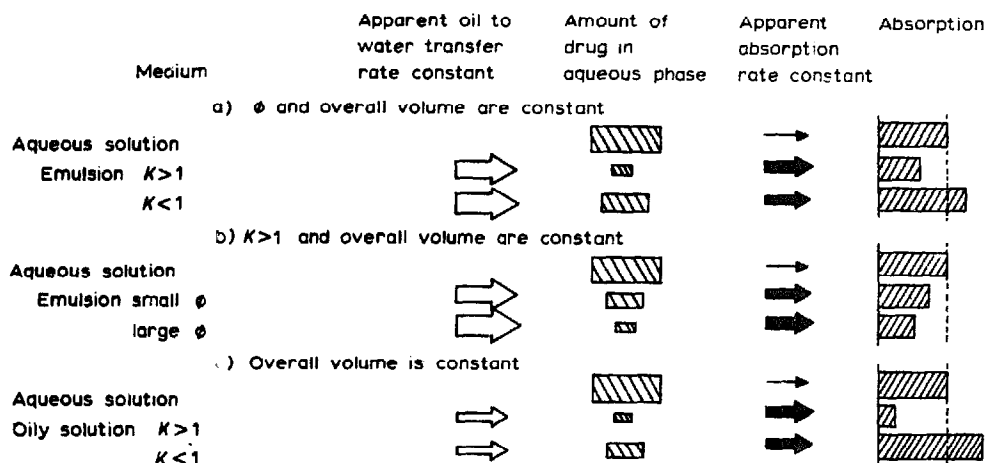 Medium
Apparent oil to
water transfer
rate constant
Amount of
drug in
aqueous phase
Apparent
absorption
rate constant
Absorption
a) ϕ and overall volume are constant
Aqueous solution
Emulsion K>1
K<1
b) K>1 and overall volume are constant
Aqueous solution
Emulsion small ϕ
large ϕ
) Overall volume is constant
Aqueous solution
Oily solution K>1
K<1